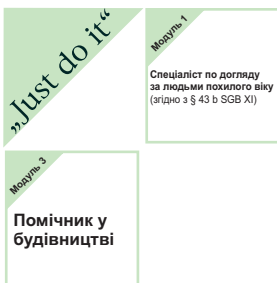 „Just do it“
Модуль 1
Спеціаліст по догляду
за людьми похилого віку
(згідно з § 43 b SGB XI)
Модуль 3
Помічник у
будівництві